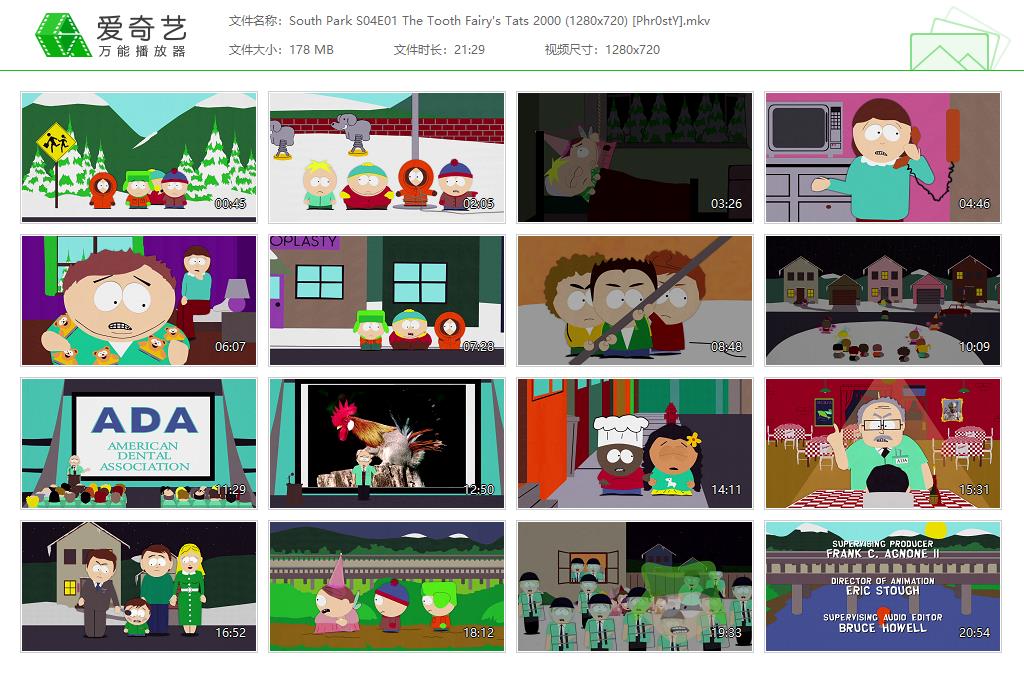 爱奇艺
万能播放器
文件名称: South Park S04E01 The Tooth Fairy's Tats 2000 (1280x720) [Phr0stY].mkv
文件大小: 178 MB 文件时长: 21:29 视频尺寸: 1280x720
00:45
02:05
03:26
04:46
06:07
OPLASTY
07:28
08:48
10:09
ADA
AMERICAN
DENTAL
ASSOCIATION
11:29
12:50
14:11
ADA
15:31
16:52
18:12
19:33
SUPERVISING PRODUCER
FRANK C. AGNONE II
DIRECTOR OF ANIMATION
ERIC STOUGH
SUPERVISING AUDIO EDITOR
BRUCE HOWELL
20:54